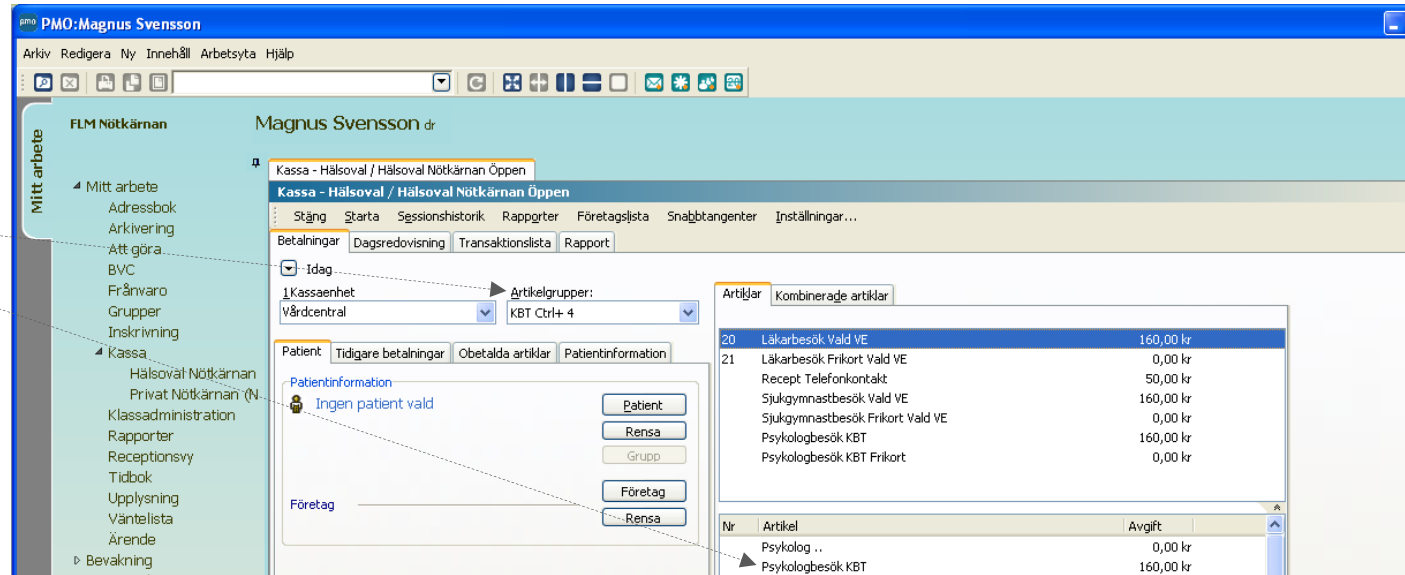 pmo PMO:Magnus Svensson
Arkiv Redigera Ny Innehåll Arbetsyta Hjälp
Mitt arbete
FLM Nötkärnan
Magnus Svensson dr
Mitt arbete
Adressbok
Arkivering
Att göra
BVC
Frånvaro
Grupper
Inskrivning
Kassa
Hälsoval Nötkärnan
Privat Nötkärnan (N
Klassadministration
Rapporter
Receptionsvy
Tidbok
Upplysning
Väntelista
Ärende
Bevakning
Kassa - Hälsoval / Hälsoval Nötkärnan Öppen
Kassa - Hälsoval / Hälsoval Nötkärnan Öppen
Stäng Starta Sessionshistorik Rapporter Företagslista Snabbtangenter Inställningar...
Betalningar Dagsredovisning Transaktionslista Rapport
Idag
1Kassaenhet Artikelgrupper:
Vårdcentral KBT Ctrl+ 4
Patient Tidigare betalningar Obetalda artiklar Patientinformation
Patientinformation
Ingen patient vald
Patient
Rensa
Grupp
Företag
Företag
Rensa
Artiklar Kombinerade artiklar
20 Läkarbesök Vald VE 160,00 kr
21 Läkarbesök Frikort Vald VE 0,00 kr
Recept Telefonkontakt 50,00 kr
Sjukgymnastbesök Vald VE 160,00 kr
Sjukgymnastbesök Frikort Vald VE 0,00 kr
Psykologbesök KBT 160,00 kr
Psykologbesök KBT Frikort 0,00 kr
Nr Artikel Avgift
Psykolog .. 0,00 kr
Psykologbesök KBT 160,00 kr